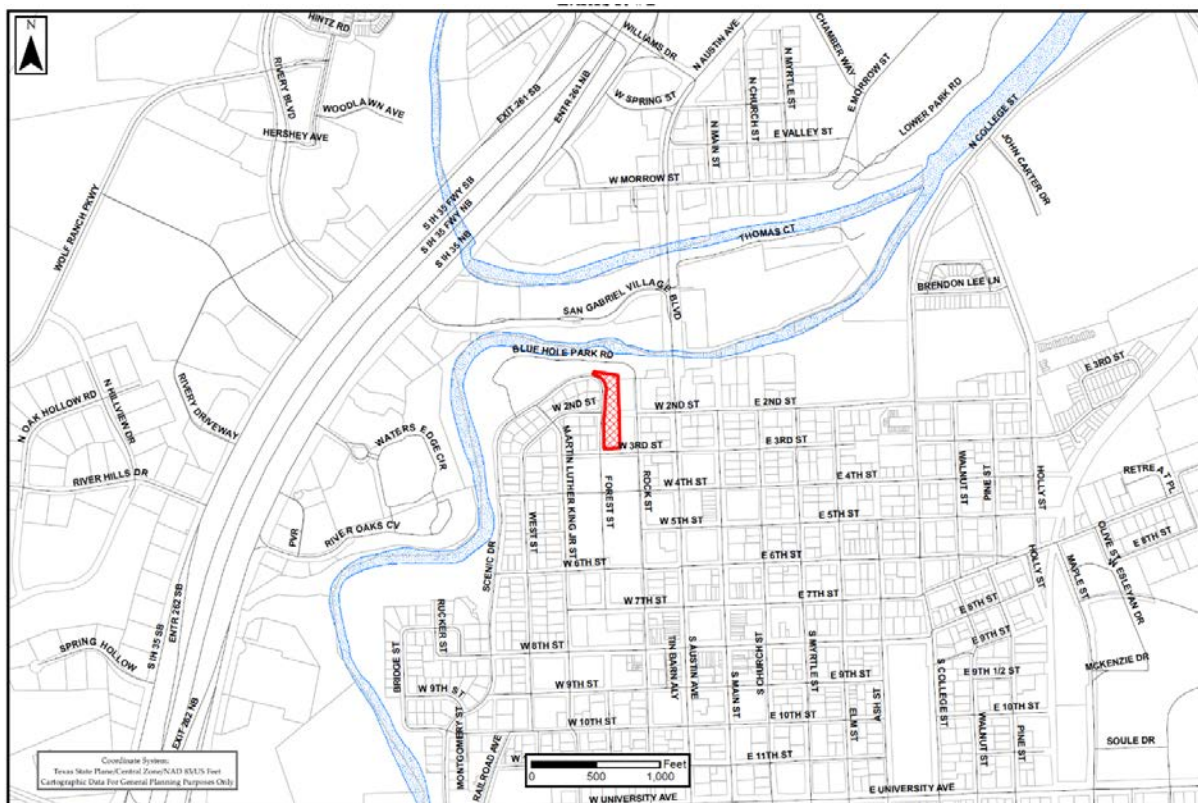 N
HINTZ RD
RIVERY BLVD
WOODLAWN AVE
HERSHEY AVE
WOLF RANCH PKWY
EXIT 261 SB
ENTR 261 NB
S IH 35 FWY SB
S IH 35 FWY NB
S IH 35 NB
WILLIAMS DR
N AUSTIN AVE
W SPRING ST
N MAIN ST
N CHURCH ST
N MYRTLE ST
CHAMBER WAY
E MORROW ST
E VALLEY ST
LOWER PARK RD
N COLLEGE ST
JOHN CARTER DR
W MORROW ST
THOMAS CT
BRENDON LEE LN
SAN GABRIEL VILLAGE BLVD
BLUE HOLE PARK RD
N OAK HOLLOW RD
N HILLVIEW DR
RIVERY DRIVEWAY
RIVER HILLS DR
WATERS EDGE CIR
PVR
RIVER OAKS CV
W 2ND ST
W 2ND ST
E 2ND ST
E 3RD ST
W 3RD ST
E 3RD ST
MARTIN LUTHER KING JR ST
FOREST ST
ROCK ST
W 4TH ST
E 4TH ST
WALNUT ST
PINE ST
HOLLY ST
RETREAT PL
W 5TH ST
E 5TH ST
WEST ST
SCENIC DR
OLIVE ST
E 8TH ST
W 6TH ST
E 6TH ST
HOLLY ST
MAPLE ST
W 7TH ST
E 7TH ST
E 8TH ST
MCKENZIE DR
SPRING HOLLOW
S IH 35 SB
ENTR 262 SB
EXIT 262 NB
RUCKER ST
BRIDGE ST
W 8TH ST
TIN BARN ALY
S AUSTIN AVE
S MAIN ST
S CHURCH ST
S MYRTLE ST
E 9TH ST
S COLLEGE ST
E 9TH ST
E 9TH 1/2 ST
W 9TH ST
W 9TH ST
ELM ST
ASH ST
E 10TH ST
W 10TH ST
E 10TH ST
WALNUT ST
PINE ST
SOULE DR
MONTGOMERY ST
RAILROAD AVE
E 11TH ST
W UNIVERSITY AVE
E UNIVERSITY AVE
Coordinate System:
Texas State Plane/Central Zone/NAD 83/US Feet
Cartographic Data For General Planning Purposes Only
Feet
0 500 1,000